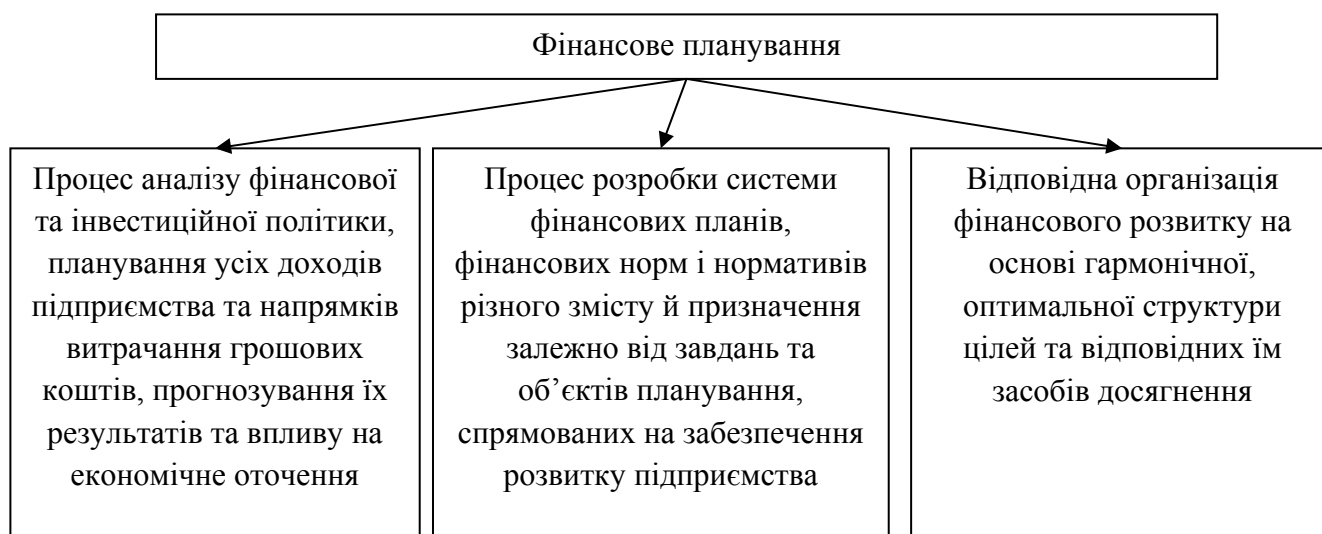 Фінансове планування
Процес аналізу фінансової
та інвестиційної політики,
планування усіх доходів
підприємства та напрямків
витрачання грошових
коштів, прогнозування їх
результатів та впливу на
економічне оточення
Процес розробки системи
фінансових планів,
фінансових норм і нормативів
різного змісту й призначення
залежно від завдань та
об’єктів планування,
спрямованих на забезпечення
розвитку підприємства
Відповідна організація
фінансового розвитку на
основі гармонічної,
оптимальної структури
цілей та відповідних їм
засобів досягнення